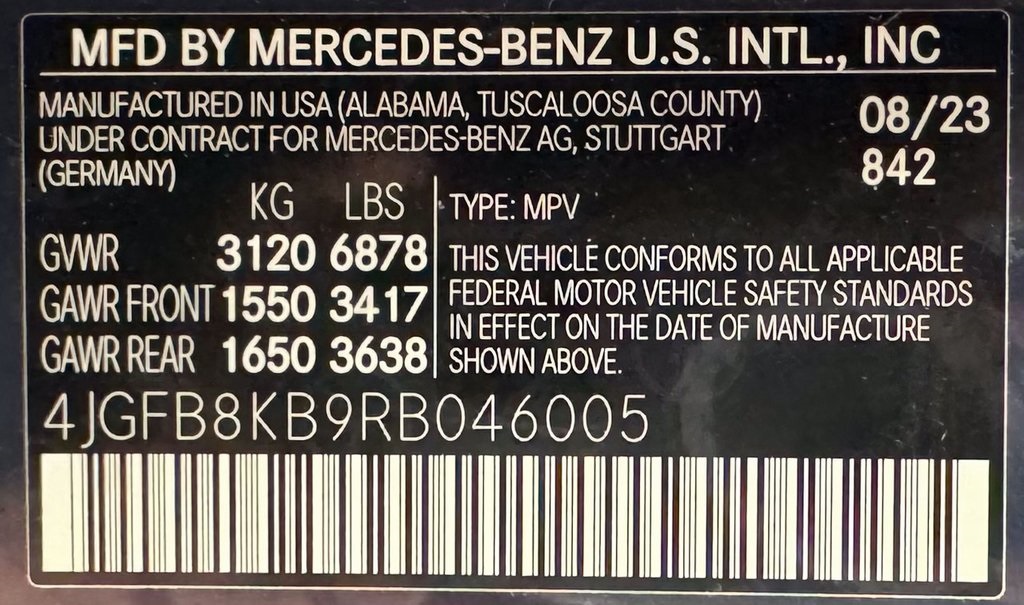 MFD BY MERCEDES-BENZ U.S. INTL., INC
MANUFACTURED IN USA (ALABAMA, TUSCALOOSA COUNTY)
UNDER CONTRACT FOR MERCEDES-BENZ AG, STUTTGART
(GERMANY)
08/23
842
KG LBS
GVWR 3120 6878
GAWR FRONT 1550 3417
GAWR REAR 1650 3638
TYPE: MPV
THIS VEHICLE CONFORMS TO ALL APPLICABLE
FEDERAL MOTOR VEHICLE SAFETY STANDARDS
IN EFFECT ON THE DATE OF MANUFACTURE
SHOWN ABOVE.
4JGFB8KB9RB046005